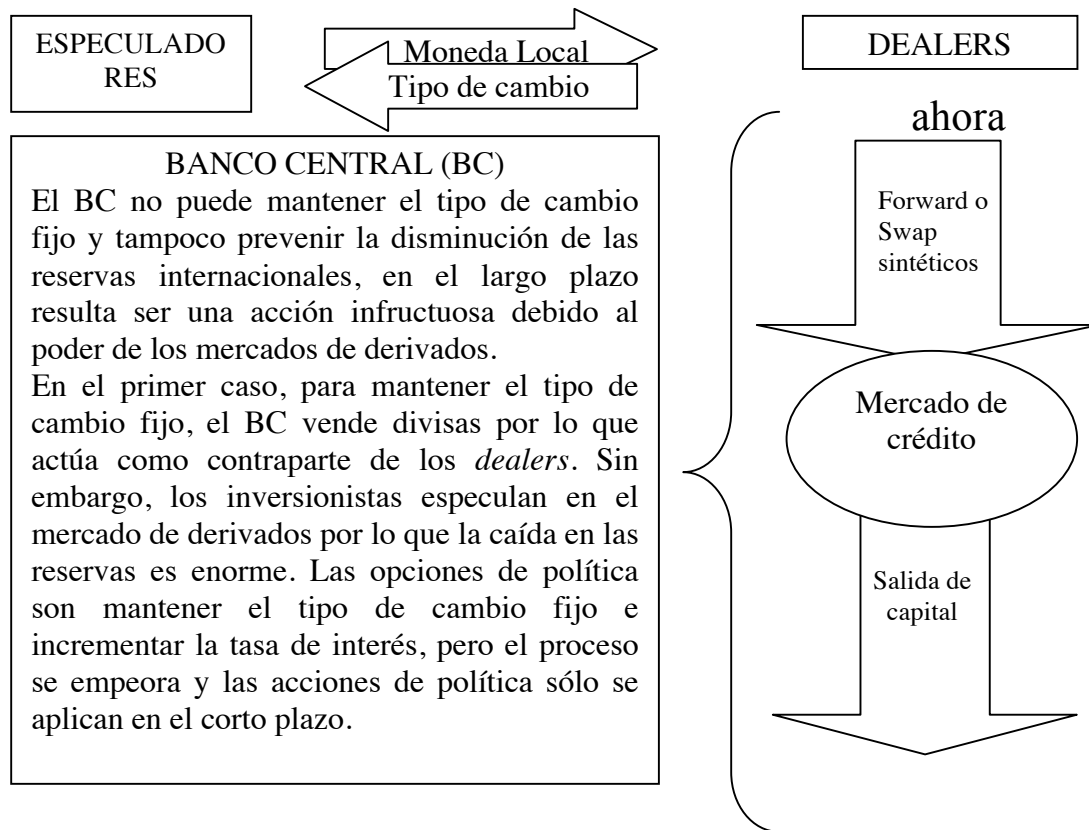 ESPECULADO
RES
Moneda Local
Tipo de cambio
DEALERS
BANCO CENTRAL (BC)
El BC no puede mantener el tipo de cambio
fijo y tampoco prevenir la disminución de las
reservas internacionales, en el largo plazo
resulta ser una acción infructuosa debido al
poder de los mercados de derivados.
En el primer caso, para mantener el tipo de
cambio fijo, el BC vende divisas por lo que
actúa como contraparte de los dealers. Sin
embargo, los inversionistas especulan en el
mercado de derivados por lo que la caída en las
reservas es enorme. Las opciones de política
son mantener el tipo de cambio fijo e
incrementar la tasa de interés, pero el proceso
se empeora y las acciones de política sólo se
aplican en el corto plazo.
ahora
Forward o
Swap
sintéticos
Mercado de
crédito
Salida de
capital